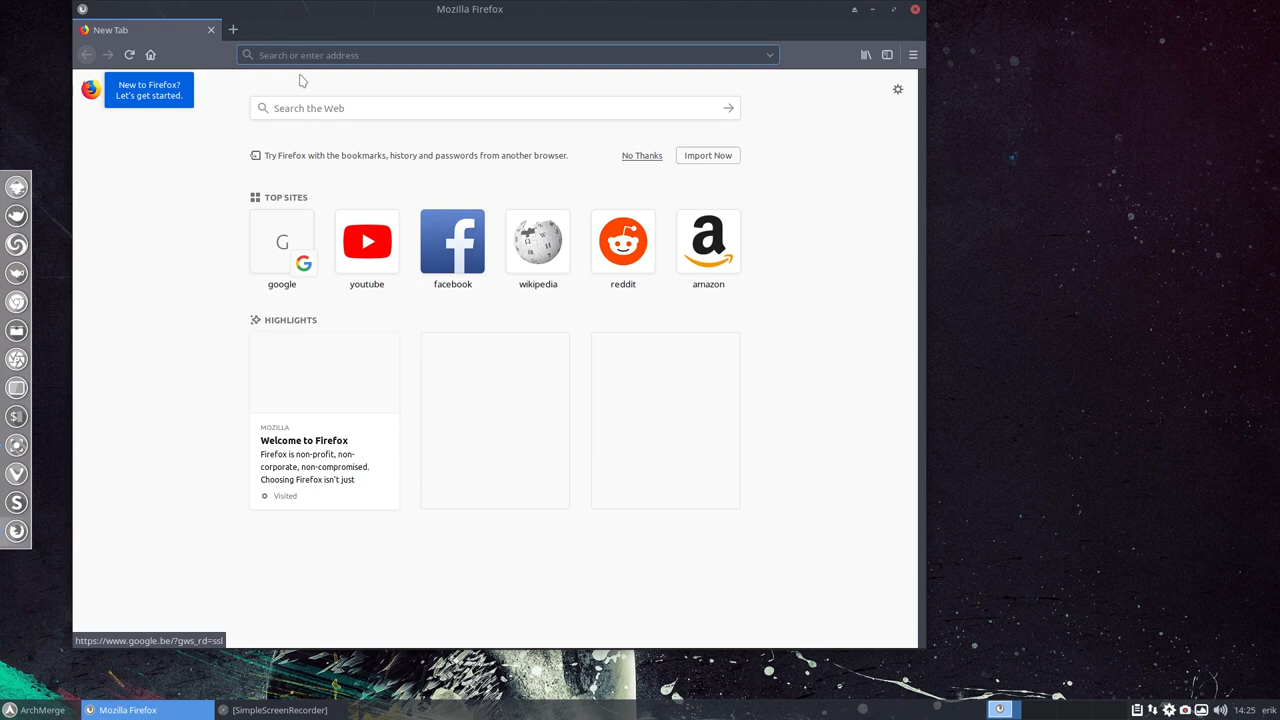 Mozilla Firefox
New Tab
Search or enter address
New to Firefox?
Let's get started.
Search the Web
Try Firefox with the bookmarks, history and passwords from another browser.
No Thanks
Import Now
TOP SITES
G
google
youtube
facebook
wikipedia
reddit
amazon
HIGHLIGHTS
MOZILLA
Welcome to Firefox
Firefox is non-profit, non-
corporate, non-compromised.
Choosing Firefox isn't just
Visited
https://www.google.be/?gws_rd=ssl
ArchMerge
Mozilla Firefox
[SimpleScreenRecorder]
14:25
erik